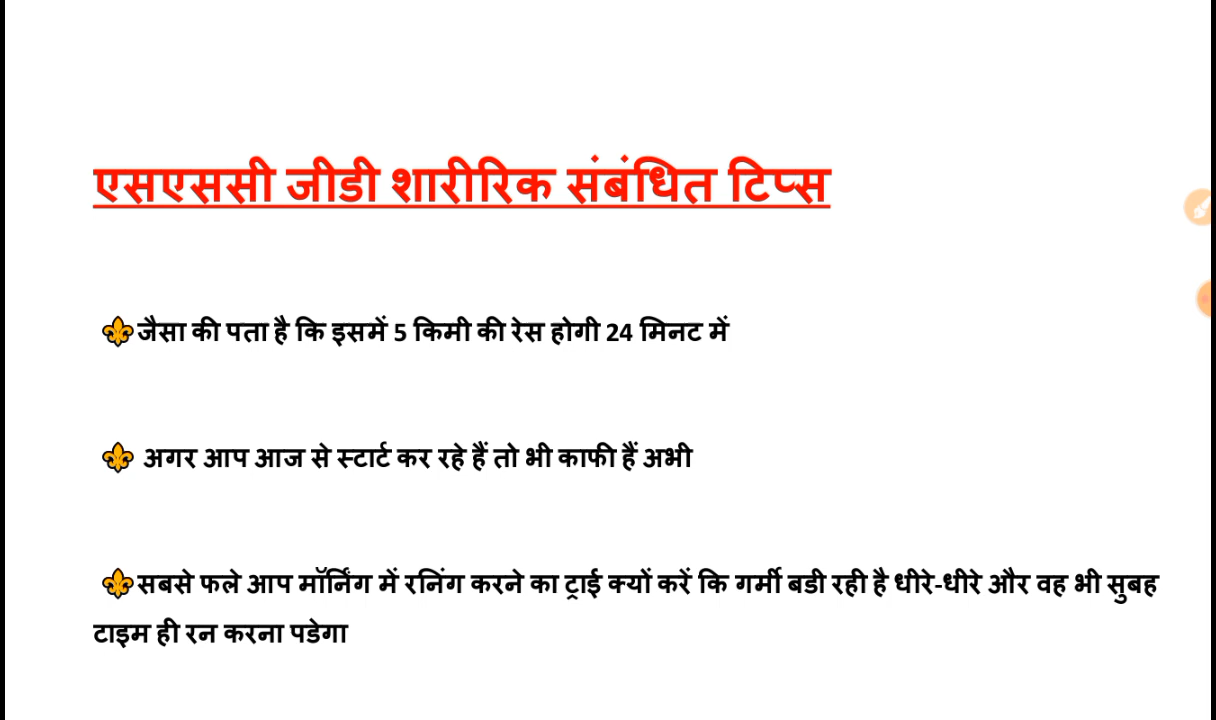 एसएससी जीडी शारीरिक संबंधित टिप्स
जैसा की पता है कि इसमें 5 किमी की रेस होगी 24 मिनट में
अगर आप आज से स्टार्ट कर रहे हैं तो भी काफी हैं अभी
सबसे फले आप मॉर्निंग में रनिंग करने का ट्राई क्यों करें कि गर्मी बडी रही है धीरे-धीरे और वह भी सुबह
टाइम ही रन करना पडेगा